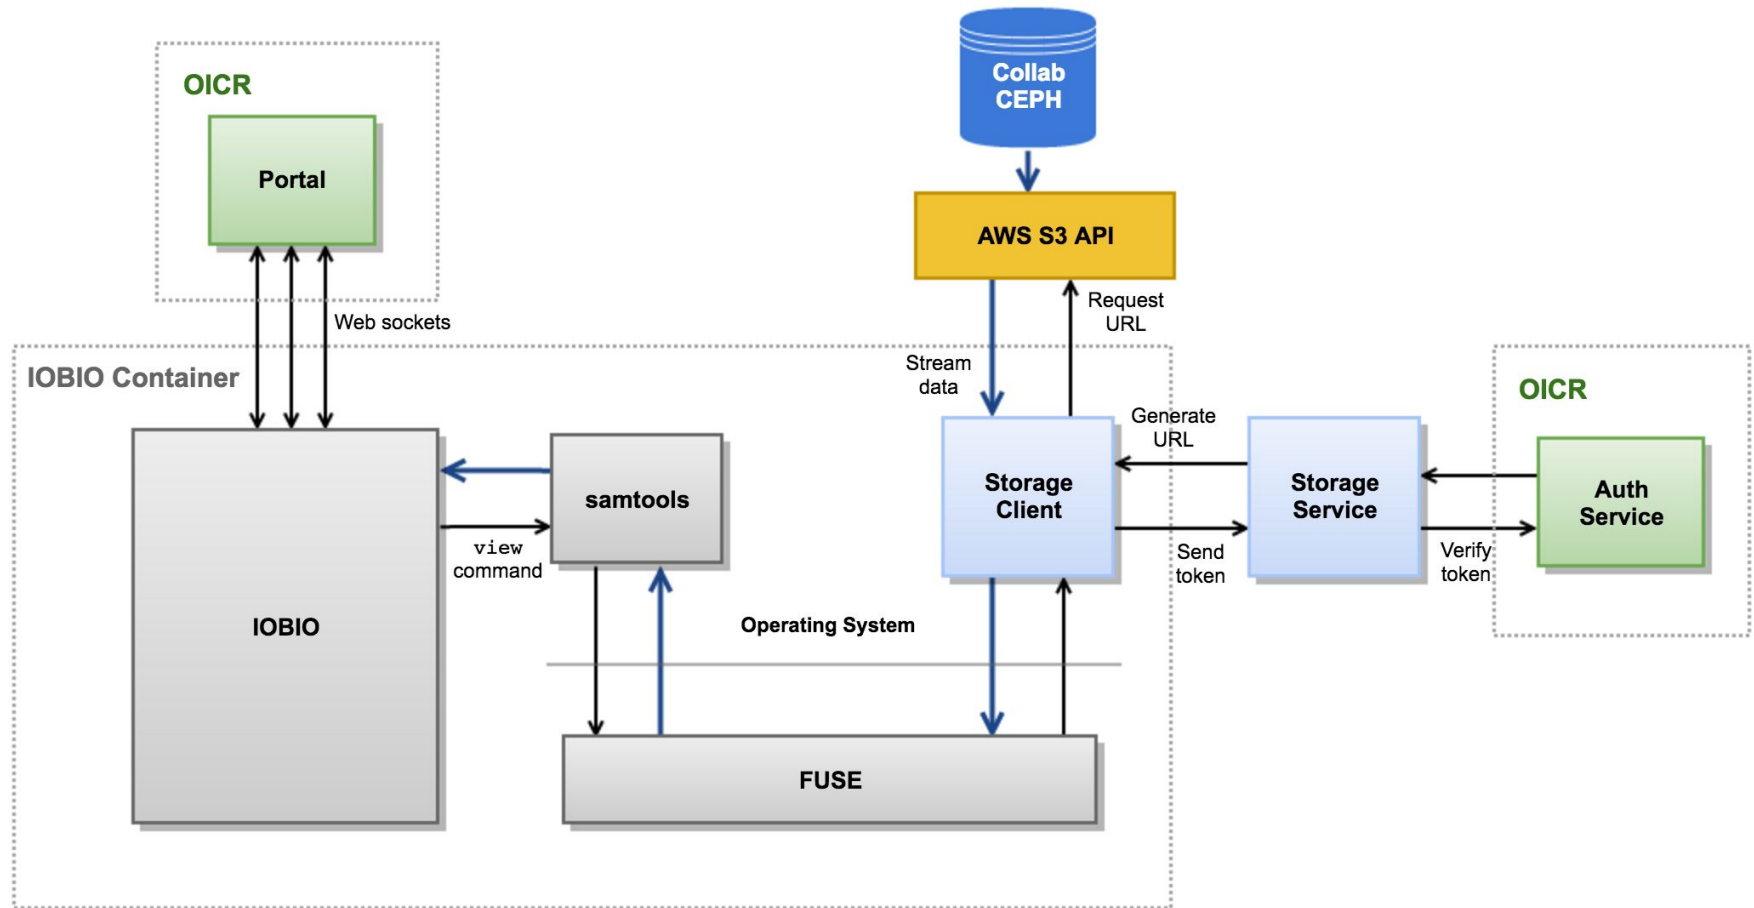 Collab
CEPH
OICR
Portal
AWS S3 API
Request
URL
Web sockets
IOBIO Container
Stream
data
OICR
Generate
URL
samtools
Storage
Client
Storage
Service
Auth
Service
view
command
Send
token
Verify
token
IOBIO
Operating System
FUSE